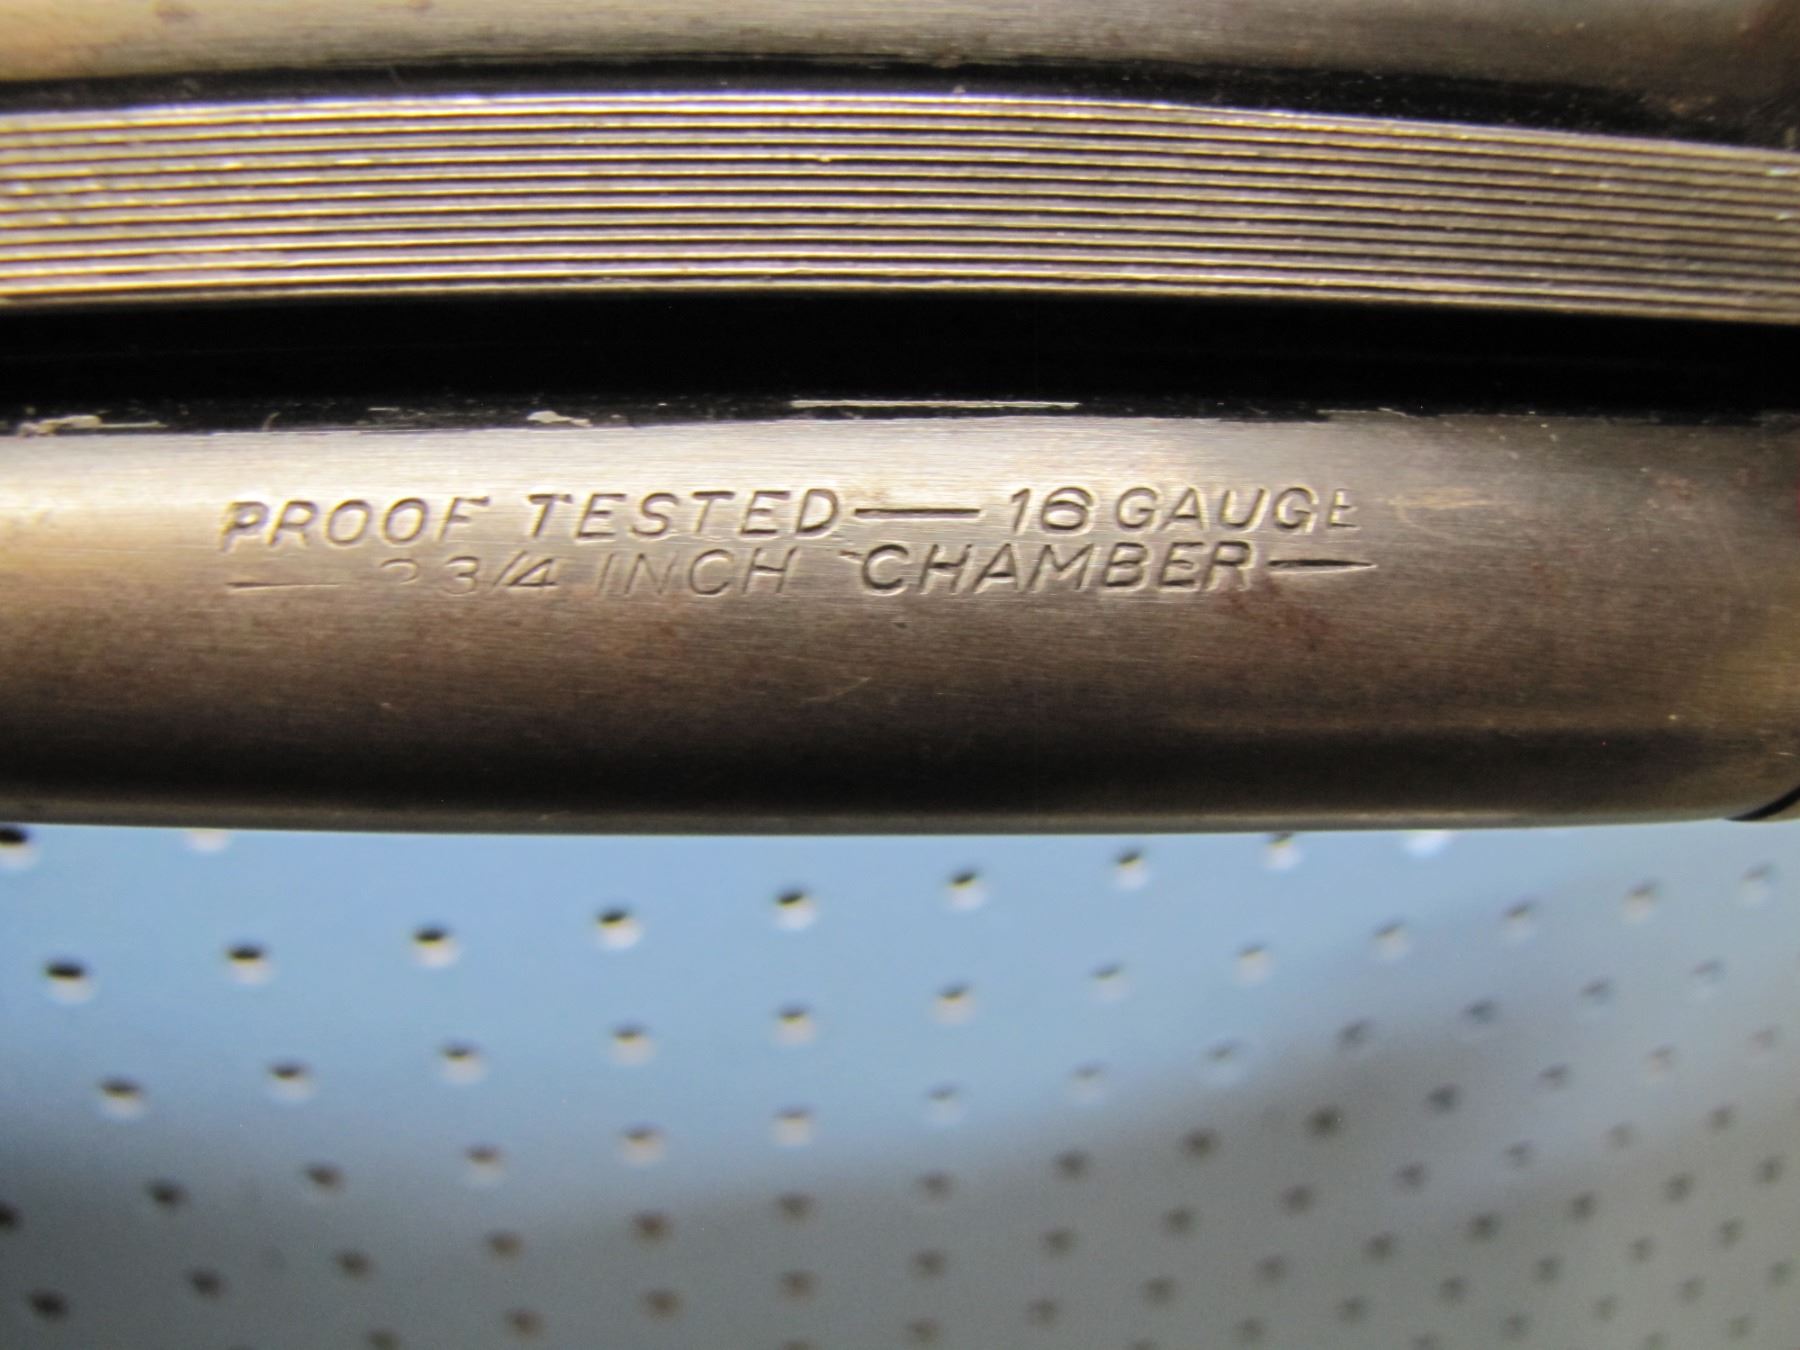 PROOF TESTED — 16 GAUGE
— 2 3/4 INCH CHAMBER —